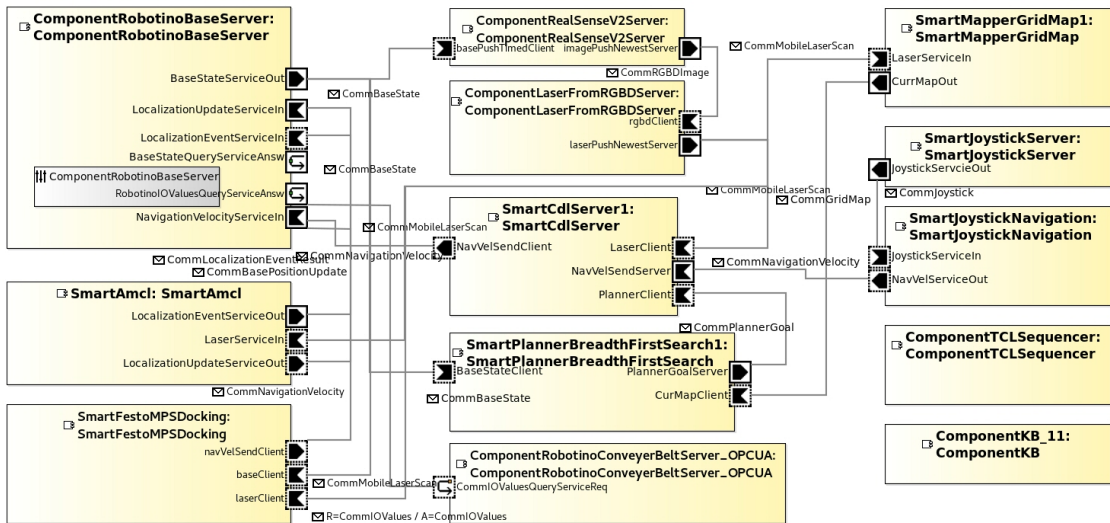 ComponentRobotinoBaseServer:
ComponentRobotinoBaseServer
BaseStateServiceOut
LocalizationUpdateServiceIn
LocalizationEventServiceIn
BaseStateQueryServiceAnsw
ComponentRobotinoBaseServer
RobotinoIOValuesQueryServiceAnsw
NavigationVelocityServiceIn
CommBaseState
CommBaseState
CommMobileLaserScan
CommNavigationVelocity
CommLocalizationEventResult
CommBasePositionUpdate
SmartAmcl: SmartAmcl
LocalizationEventServiceOut
LaserServiceIn
LocalizationUpdateServiceOut
CommNavigationVelocity
SmartFestoMPSDocking:
SmartFestoMPSDocking
navVelSendClient
baseClient
laserClient
CommMobileLaserScan
R=CommIOValues / A=CommIOValues
ComponentRealSenseV2Server:
ComponentRealSenseV2Server
basePushTimedClient imagePushNewestServer
CommRGBDImage
ComponentLaserFromRGBDServer:
ComponentLaserFromRGBDServer
rgbdClient
laserPushNewestServer
CommMobileLaserScan
CommMobileLaserScan
CommGridMap
SmartCdlServer1:
SmartCdlServer
NavVelSendClient
LaserClient
NavVelSendServer
PlannerClient
CommNavigationVelocity
CommPlannerGoal
SmartPlannerBreadthFirstSearch1:
SmartPlannerBreadthFirstSearch
BaseStateClient
PlannerGoalServer
CurMapClient
CommBaseState
ComponentRobotinoConveyerBeltServer_OPCUA:
ComponentRobotinoConveyerBeltServer_OPCUA
CommIOValuesQueryServiceReq
SmartMapperGridMap1:
SmartMapperGridMap
LaserServiceIn
CurrMapOut
SmartJoystickServer:
SmartJoystickServer
JoystickServcieOut
CommJoystick
SmartJoystickNavigation:
SmartJoystickNavigation
JoystickServiceIn
NavVelServiceOut
ComponentTCLSequencer:
ComponentTCLSequencer
ComponentKB_11:
ComponentKB